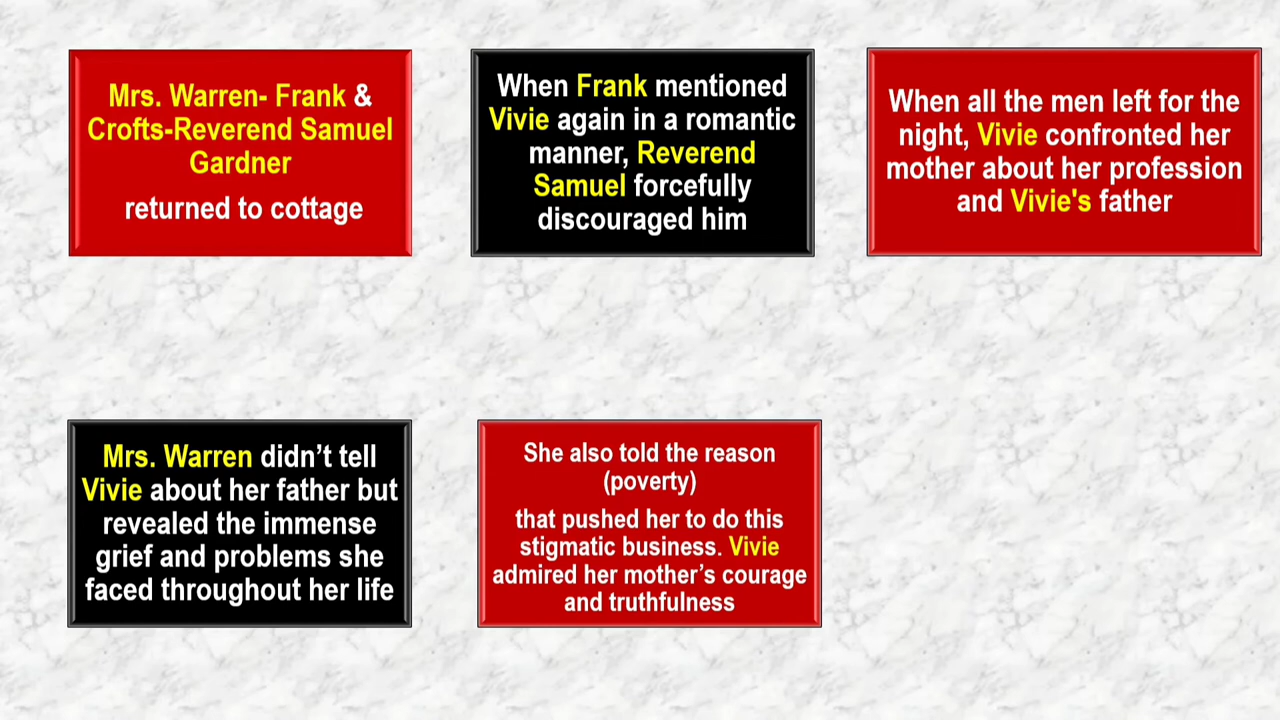 Mrs. Warren- Frank &
Crofts-Reverend Samuel
Gardner
returned to cottage
When Frank mentioned
Vivie again in a romantic
manner, Reverend
Samuel forcefully
discouraged him
When all the men left for the
night, Vivie confronted her
mother about her profession
and Vivie's father
Mrs. Warren didn’t tell
Vivie about her father but
revealed the immense
grief and problems she
faced throughout her life
She also told the reason
(poverty)
that pushed her to do this
stigmatic business. Vivie
admired her mother’s courage
and truthfulness